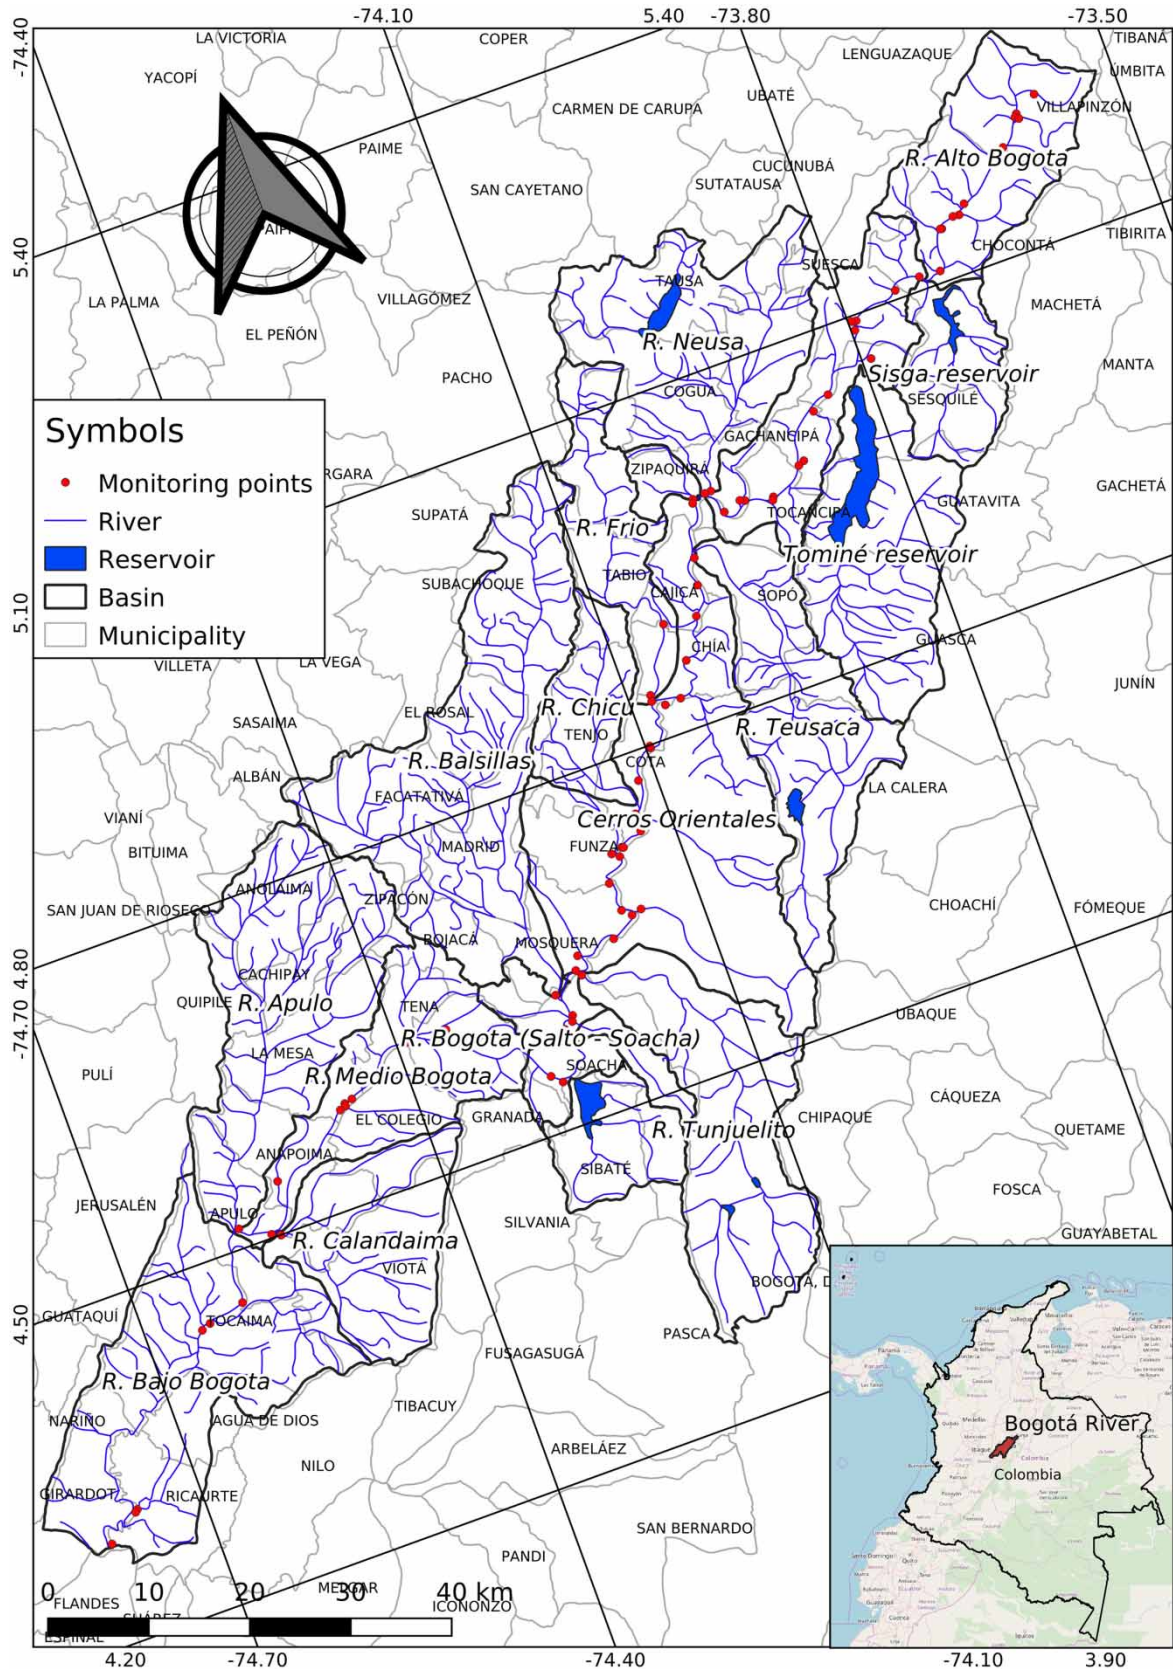 -74.10
5.40
-73.80
-73.50
-74.40
LA VICTORIA
COPER
TIBANÁ
LENGUAZAQUE
ÚMBITA
YACOPÍ
UBATÉ
CARMEN DE CARUPA
VILLAPINZÓN
PAIME
CUCUNUBÁ
R. Alto Bogota
SAN CAYETANO
SUTATAUSA
TIBIRITA
CHOCONTÁ
5.40
SUESCA
TAUSA
LA PALMA
VILLAGÓMEZ
MACHETÁ
EL PEÑÓN
R. Neusa
MANTA
PACHO
Sisga reservoir
COGUA
SESQUILÉ
Symbols
GACHANCIPÁ
Monitoring points
RGARA
ZIPAQUIRÁ
GACHETÁ
GUATAVITA
River
SUPATÁ
R. Frio
TOCANCIPÁ
Reservoir
Tominé reservoir
SUBACHOQUE
TABIO
CAJICÁ
SOPÓ
Basin
5.10
Municipality
GUASCA
CHÍA
VILLETA
LA VEGA
JUNÍN
EL ROSAL
R. Chicu
SASAIMA
TENJO
R. Teusacá
R. Balsillas
COTA
ALBÁN
LA CALERA
FACATATIVÁ
VIANÍ
Cerros Orientales
MADRID
FUNZA
BITUIMA
ANOLAIMA
ZIPACÓN
CHOACHÍ
FÓMEQUE
SAN JUAN DE RIOSECO
BOJACÁ
MOSQUERA
4.80
CACHIPAY
QUIPILE
R. Apulo
TENA
UBAQUE
-74.70
R. Bogota (Salto - Soacha)
LA MESA
SOACHA
PULÍ
R. Medio Bogota
CÁQUEZA
EL COLEGIO
GRANADA
CHIPAQUE
R. Tunjuelito
QUETAME
ANAPOIMA
SIBATÉ
FOSCA
JERUSALÉN
APULO
SILVANIA
GUAYABETAL
R. Calandaima
VIOTÁ
BOGOTÁ, D.
4.50
GUATAQUÍ
TOCAIMA
PASCA
FUSAGASUGÁ
R. Bajo Bogota
NARIÑO
AGUA DE DIOS
TIBACUY
Bogotá River
ARBELÁEZ
NILO
Colombia
GIRARDOT
RICAURTE
SAN BERNARDO
PANDI
0 10 20 30 40 km
MELGAR
FLANDES
ICONONZO
SUÁREZ
ESPINAL
4.20
-74.70
-74.40
-74.10
3.90